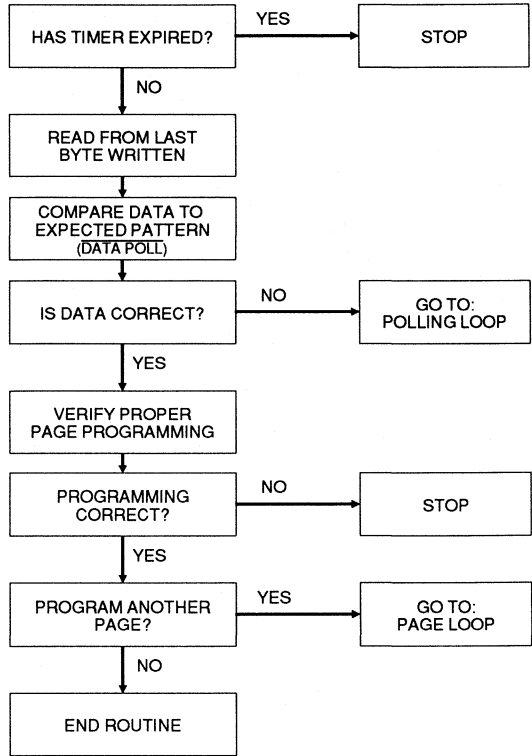 HAS TIMER EXPIRED?
YES
STOP
NO
READ FROM LAST
BYTE WRITTEN
COMPARE DATA TO
EXPECTED PATTERN
(DATA POLL)
IS DATA CORRECT?
NO
GO TO:
POLLING LOOP
YES
VERIFY PROPER
PAGE PROGRAMMING
PROGRAMMING
CORRECT?
NO
STOP
YES
PROGRAM ANOTHER
PAGE?
YES
GO TO:
PAGE LOOP
NO
END ROUTINE